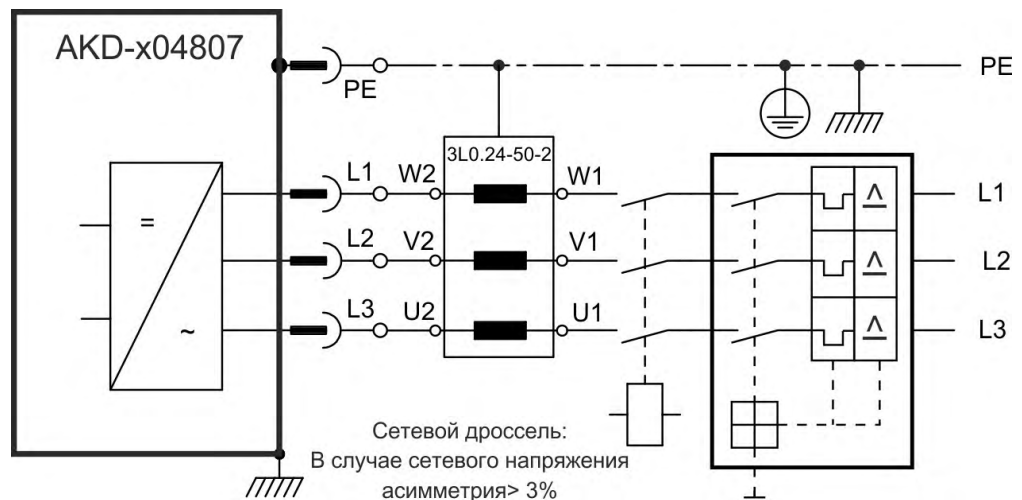 AKD-x04807
PE
PE
3L0.24-50-2
L1 W2 W1 L1
= L2 V2 V1 L2
~ L3 U2 U1 L3
Сетевой дроссель:
В случае сетевого напряжения
асимметрия> 3%